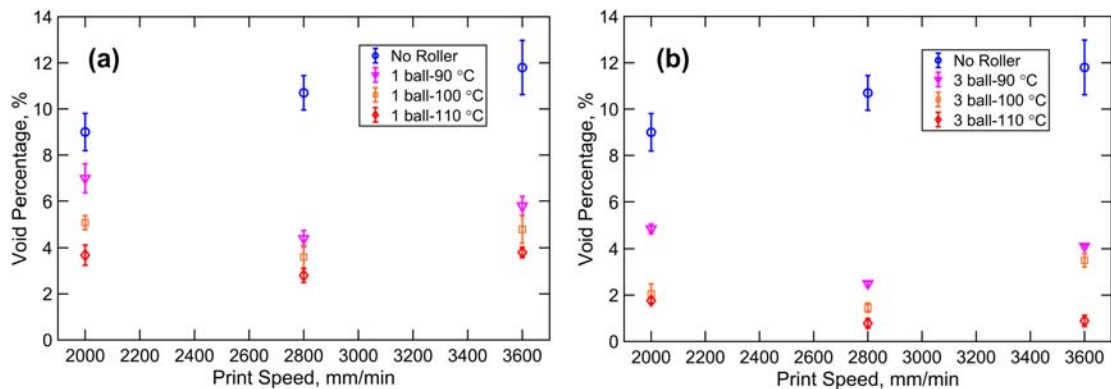 (a)
No Roller
1 ball-90 °C
1 ball-100 °C
1 ball-110 °C
Void Percentage, %
14
12
10
8
6
4
2
0
2000 2200 2400 2600 2800 3000 3200 3400 3600
Print Speed, mm/min
(b)
No Roller
3 ball-90 °C
3 ball-100 °C
3 ball-110 °C
Void Percentage, %
14
12
10
8
6
4
2
0
2000 2200 2400 2600 2800 3000 3200 3400 3600
Print Speed, mm/min